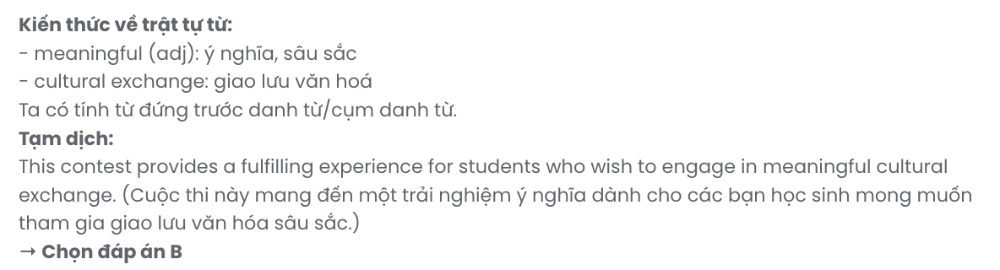 Kiến thức về trật tự từ:
- meaningful (adj): ý nghĩa, sâu sắc
- cultural exchange: giao lưu văn hoá
Ta có tính từ đứng trước danh từ/cụm danh từ.
Tạm dịch:
This contest provides a fulfilling experience for students who wish to engage in meaningful cultural
exchange. (Cuộc thi này mang đến một trải nghiệm ý nghĩa dành cho các bạn học sinh mong muốn
tham gia giao lưu văn hóa sâu sắc.)
→ Chọn đáp án B